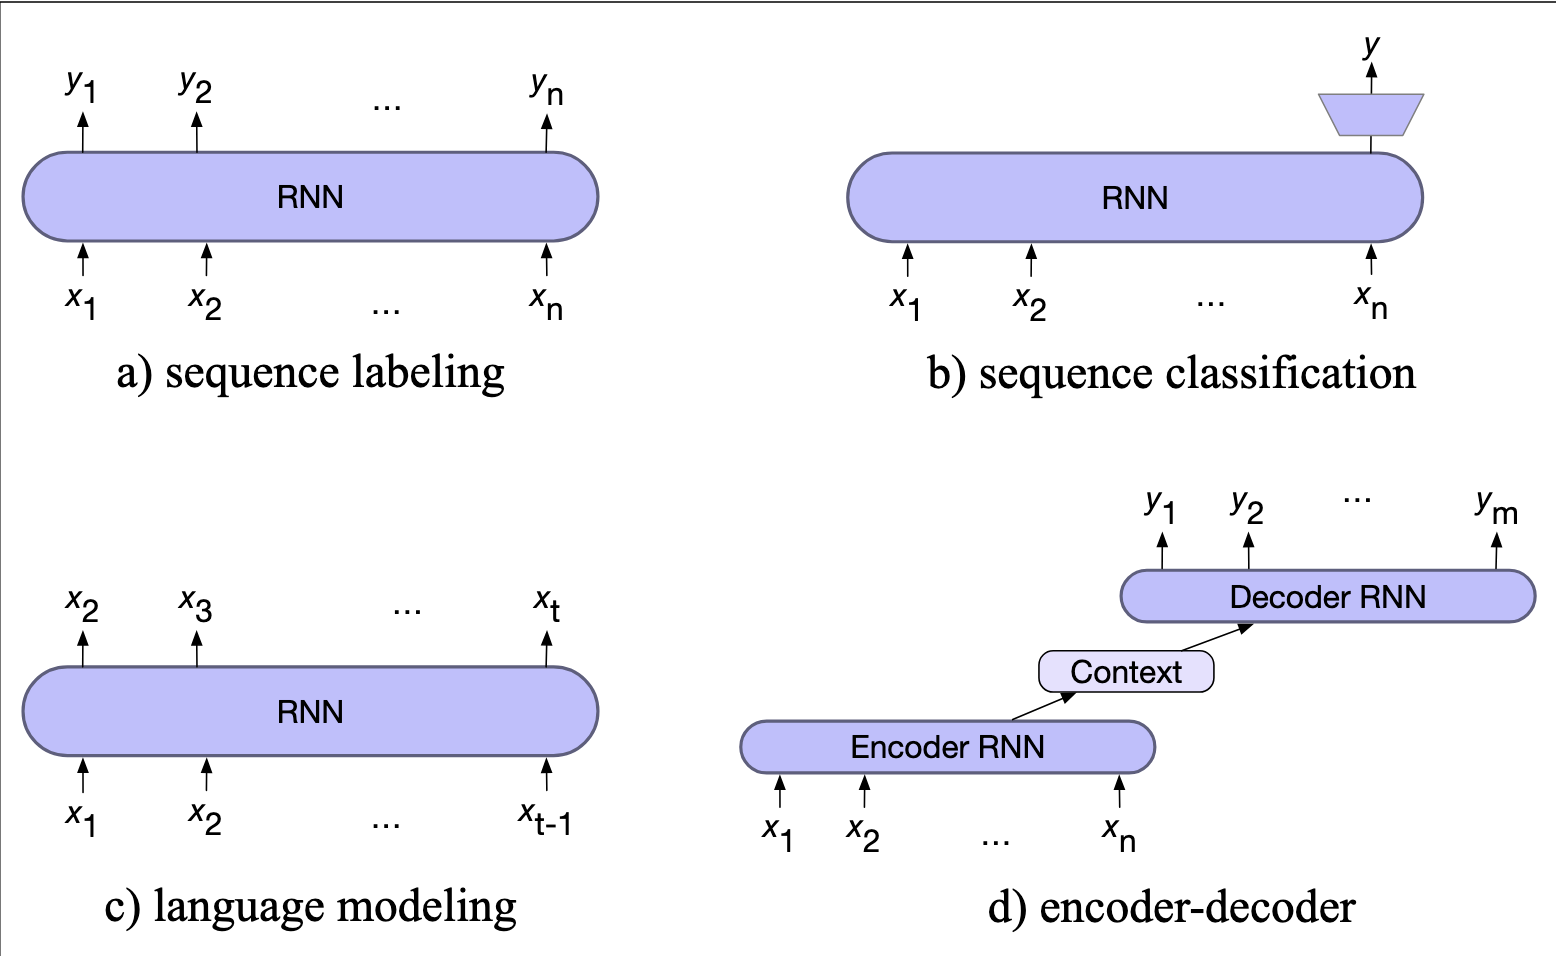 y1 y2 ... yn
RNN
x1 x2 ... xn
a) sequence labeling
y
RNN
x1 x2 ... xn
b) sequence classification
x2 x3 ... xt
RNN
x1 x2 ... xt-1
c) language modeling
y1 y2 ... ym
Decoder RNN
Context
Encoder RNN
x1 x2 ... xn
d) encoder-decoder